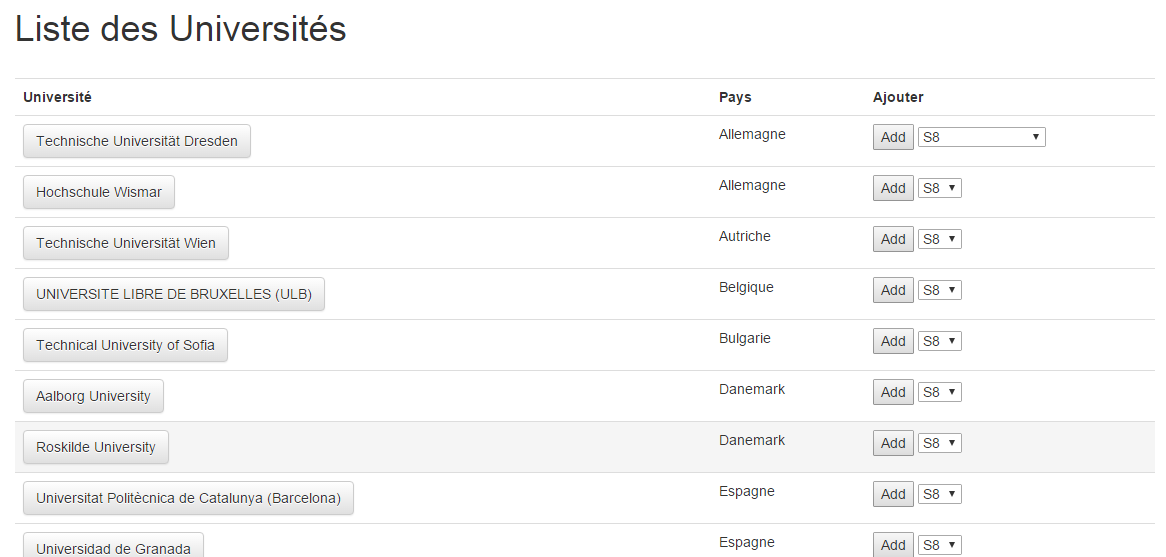 Liste des Universités
Université Pays Ajouter
Technische Universität Dresden Allemagne Add S8
Hochschule Wismar Allemagne Add S8
Technische Universität Wien Autriche Add S8
UNIVERSITE LIBRE DE BRUXELLES (ULB) Belgique Add S8
Technical University of Sofia Bulgarie Add S8
Aalborg University Danemark Add S8
Roskilde University Danemark Add S8
Universitat Politècnica de Catalunya (Barcelona) Espagne Add S8
Universidad de Granada Espagne Add S8